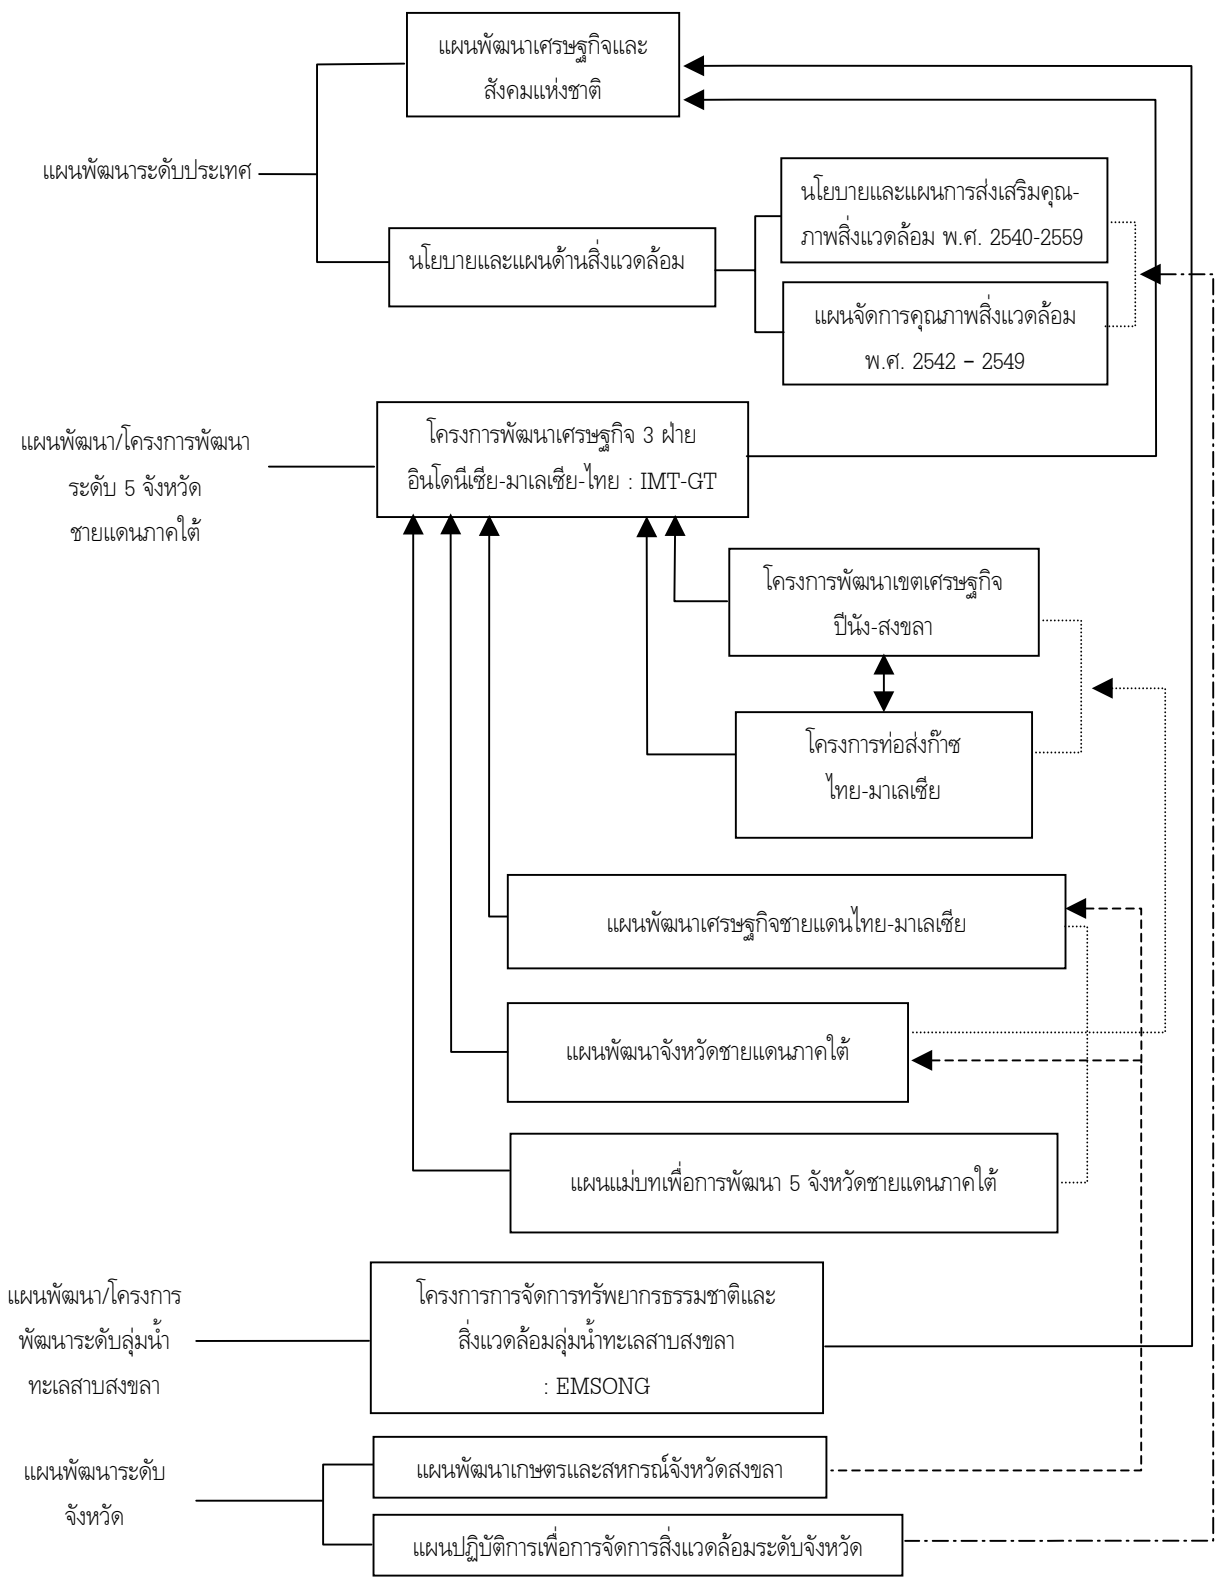 แผนพัฒนาเศรษฐกิจและ
สังคมแห่งชาติ
แผนพัฒนาระดับประเทศ
นโยบายและแผนการส่งเสริมคุณ-
ภาพสิ่งแวดล้อม พ.ศ. 2540-2559
นโยบายและแผนด้านสิ่งแวดล้อม
แผนจัดการคุณภาพสิ่งแวดล้อม
พ.ศ. 2542 – 2549
แผนพัฒนา/โครงการพัฒนา
ระดับ 5 จังหวัด
ชายแดนภาคใต้
โครงการพัฒนาเศรษฐกิจ 3 ฝ่าย
อินโดนีเซีย-มาเลเซีย-ไทย : IMT-GT
โครงการพัฒนาเขตเศรษฐกิจ
ปีนัง-สงขลา
โครงการท่อส่งก๊าซ
ไทย-มาเลเซีย
แผนพัฒนาเศรษฐกิจชายแดนไทย-มาเลเซีย
แผนพัฒนาจังหวัดชายแดนภาคใต้
แผนแม่บทเพื่อการพัฒนา 5 จังหวัดชายแดนภาคใต้
แผนพัฒนา/โครงการ
พัฒนาระดับลุ่มน้ำ
ทะเลสาบสงขลา
โครงการการจัดการทรัพยากรธรรมชาติและ
สิ่งแวดล้อมลุ่มน้ำทะเลสาบสงขลา
: EMSONG
แผนพัฒนาระดับ
จังหวัด
แผนพัฒนาเกษตรและสหกรณ์จังหวัดสงขลา
แผนปฏิบัติการเพื่อการจัดการสิ่งแวดล้อมระดับจังหวัด